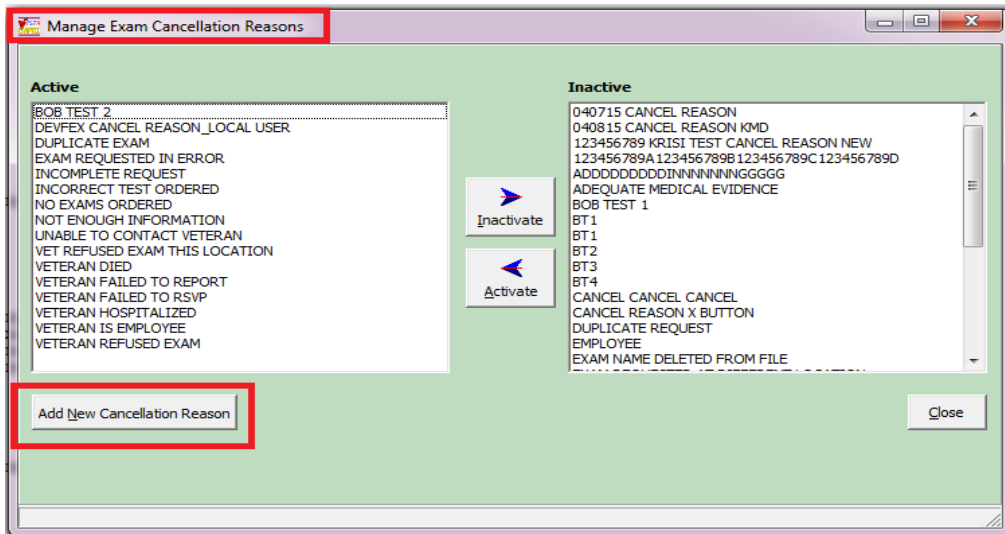 Manage Exam Cancellation Reasons
Active
BOB TEST 2
DEVFEX CANCEL REASON_LOCAL USER
DUPLICATE EXAM
EXAM REQUESTED IN ERROR
INCOMPLETE REQUEST
INCORRECT TEST ORDERED
NO EXAMS ORDERED
NOT ENOUGH INFORMATION
UNABLE TO CONTACT VETERAN
VET REFUSED EXAM THIS LOCATION
VETERAN DIED
VETERAN FAILED TO REPORT
VETERAN FAILED TO RSVP
VETERAN HOSPITALIZED
VETERAN IS EMPLOYEE
VETERAN REFUSED EXAM
Inactivate
Activate
Inactive
040715 CANCEL REASON
040815 CANCEL REASON KMD
123456789 KRISI TEST CANCEL REASON NEW
123456789A123456789B123456789C123456789D
ADDDDDDDDDINNNNNNNGGGGG
ADEQUATE MEDICAL EVIDENCE
BOB TEST 1
BT1
BT1
BT2
BT3
BT4
CANCEL CANCEL CANCEL
CANCEL REASON X BUTTON
DUPLICATE REQUEST
EMPLOYEE
EXAM NAME DELETED FROM FILE
Add New Cancellation Reason
Close